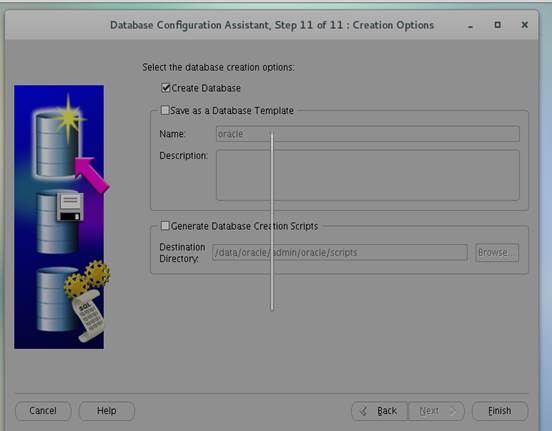 Database Configuration Assistant, Step 11 of 11 : Creation Options
Select the database creation options:
Create Database
Save as a Database Template
Name: oracle
Description:
Generate Database Creation Scripts
Destination Directory: /data/oracle/admin/oracle/scripts Browse...
SQL
Cancel Help Back Next Finish